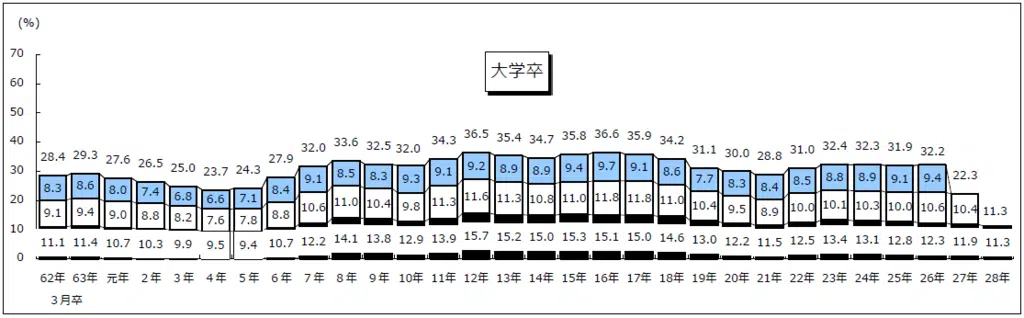 (%)
大学卒
70
60
50
40
30
20
10
0
28.4 29.3 27.6 26.5 25.0 23.7 24.3 27.9 32.0 33.6 32.5 32.0 34.3 36.5 35.4 34.7 35.8 36.6 35.9 34.2 31.1 30.0 28.8 31.0 32.4 32.3 31.9 32.2 22.3 11.3
8.3 8.6 8.0 7.4 6.8 6.6 7.1 8.4 9.1 8.5 8.3 9.3 9.1 9.2 8.9 8.9 9.4 9.7 9.1 8.6 7.7 8.3 8.4 8.5 8.8 8.9 9.1 9.4
9.1 9.4 9.0 8.8 8.2 7.6 7.8 8.8 10.6 11.0 10.4 9.8 11.3 11.6 11.3 10.8 11.0 11.8 11.8 11.0 10.4 9.5 8.9 10.0 10.1 10.3 10.0 10.6 10.4
11.1 11.4 10.7 10.3 9.9 9.5 9.4 10.7 12.2 14.1 13.8 12.9 13.9 15.7 15.2 15.0 15.3 15.1 15.0 14.6 13.0 12.2 11.5 12.5 13.4 13.1 12.8 12.3 11.9 11.3
62年 63年 元年 2年 3年 4年 5年 6年 7年 8年 9年 10年 11年 12年 13年 14年 15年 16年 17年 18年 19年 20年 21年 22年 23年 24年 25年 26年 27年 28年
3月卒